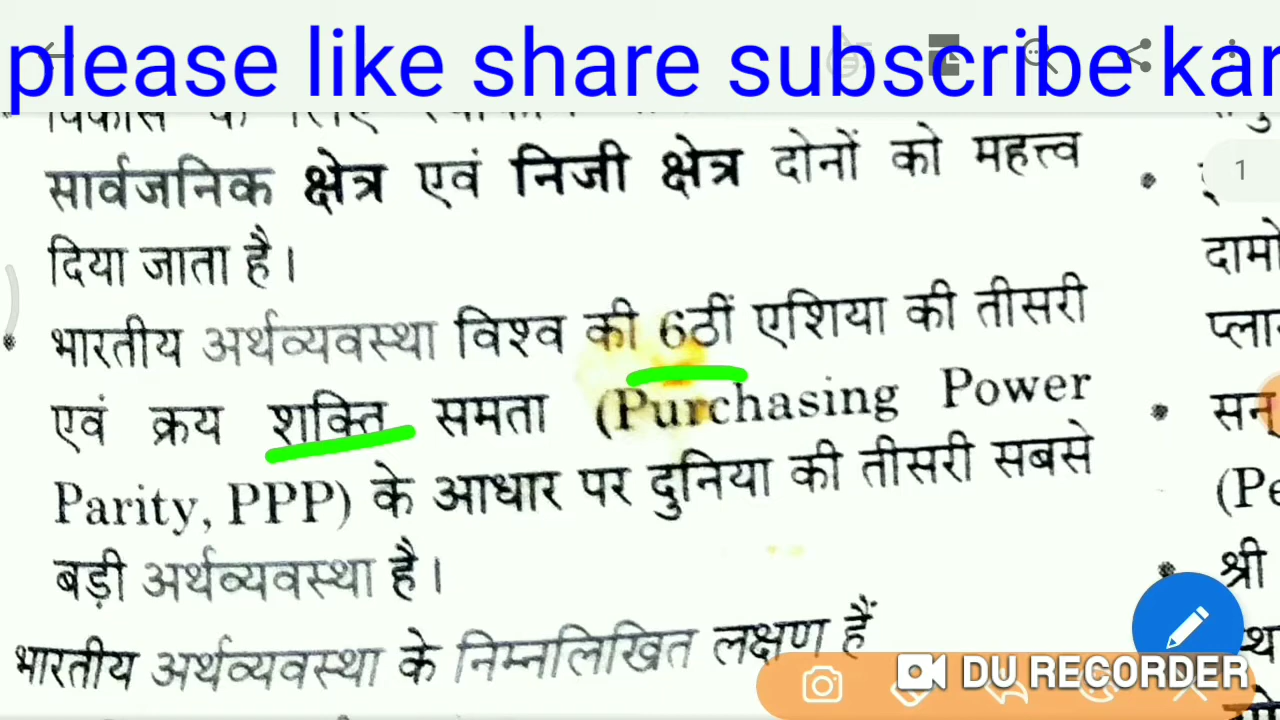 please like share subscribe kar
1
सार्वजनिक क्षेत्र एवं निजी क्षेत्र दोनों को महत्त्व
दिया जाता है।
भारतीय अर्थव्यवस्था विश्व की 6ठीं एशिया की तीसरी
एवं क्रय शक्ति समता (Purchasing Power
Parity, PPP) के आधार पर दुनिया की तीसरी सबसे
बड़ी अर्थव्यवस्था है।
भारतीय अर्थव्यवस्था के निम्नलिखित लक्षण हैं
दामो
प्लान
सन्
(Pe
श्री
DU RECORDER